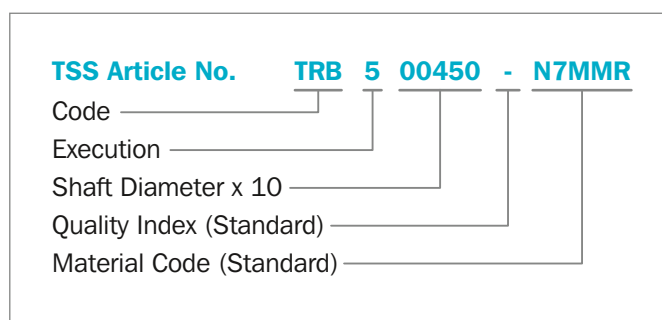 TSS Article No. TRB 5 00450 - N7MMR
Code
Execution
Shaft Diameter x 10
Quality Index (Standard)
Material Code (Standard)